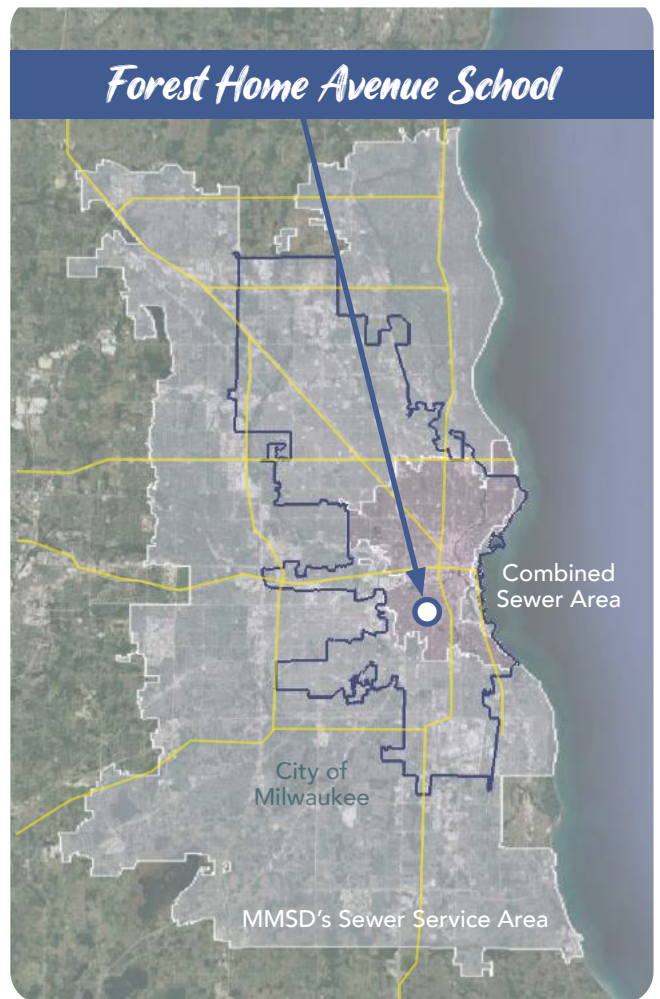 Forest Home Avenue School
Combined
Sewer Area
City of
Milwaukee
MMSD's Sewer Service Area